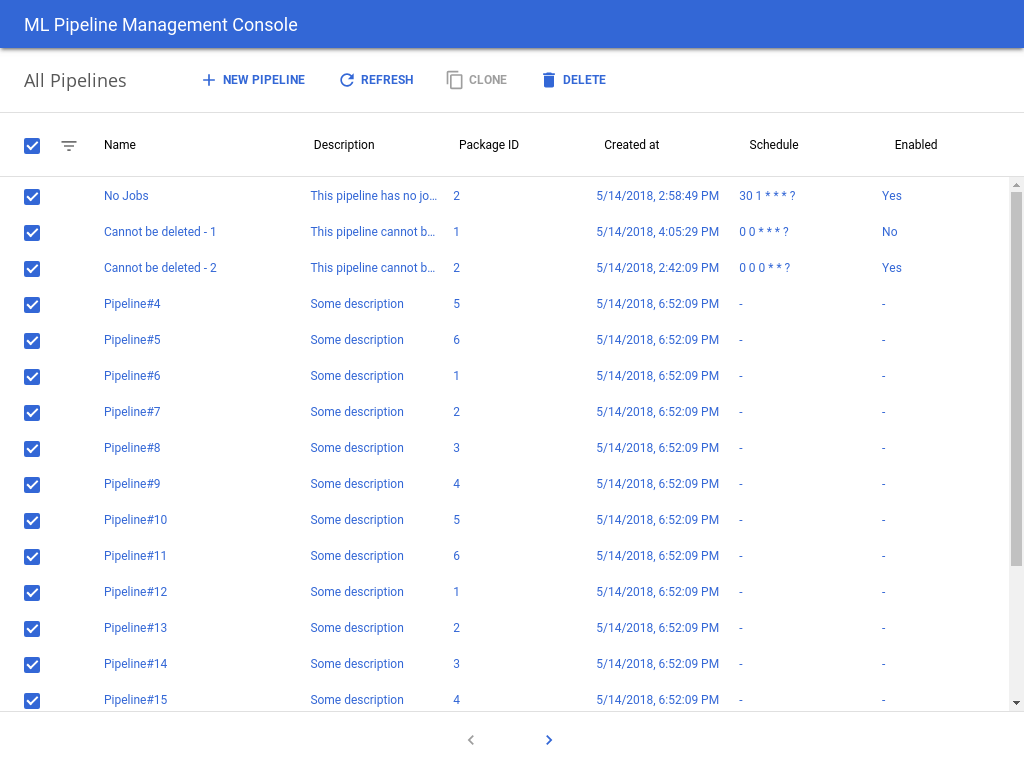 ML Pipeline Management Console
All Pipelines NEW PIPELINE REFRESH CLONE DELETE
Name Description Package ID Created at Schedule Enabled
No Jobs This pipeline has no jo... 2 5/14/2018, 2:58:49 PM 30 1 * * * ? Yes
Cannot be deleted - 1 This pipeline cannot b... 1 5/14/2018, 4:05:29 PM 0 0 * * * ? No
Cannot be deleted - 2 This pipeline cannot b... 2 5/14/2018, 2:42:09 PM 0 0 0 * * ? Yes
Pipeline#4 Some description 5 5/14/2018, 6:52:09 PM - -
Pipeline#5 Some description 6 5/14/2018, 6:52:09 PM - -
Pipeline#6 Some description 1 5/14/2018, 6:52:09 PM - -
Pipeline#7 Some description 2 5/14/2018, 6:52:09 PM - -
Pipeline#8 Some description 3 5/14/2018, 6:52:09 PM - -
Pipeline#9 Some description 4 5/14/2018, 6:52:09 PM - -
Pipeline#10 Some description 5 5/14/2018, 6:52:09 PM - -
Pipeline#11 Some description 6 5/14/2018, 6:52:09 PM - -
Pipeline#12 Some description 1 5/14/2018, 6:52:09 PM - -
Pipeline#13 Some description 2 5/14/2018, 6:52:09 PM - -
Pipeline#14 Some description 3 5/14/2018, 6:52:09 PM - -
Pipeline#15 Some description 4 5/14/2018, 6:52:09 PM - -